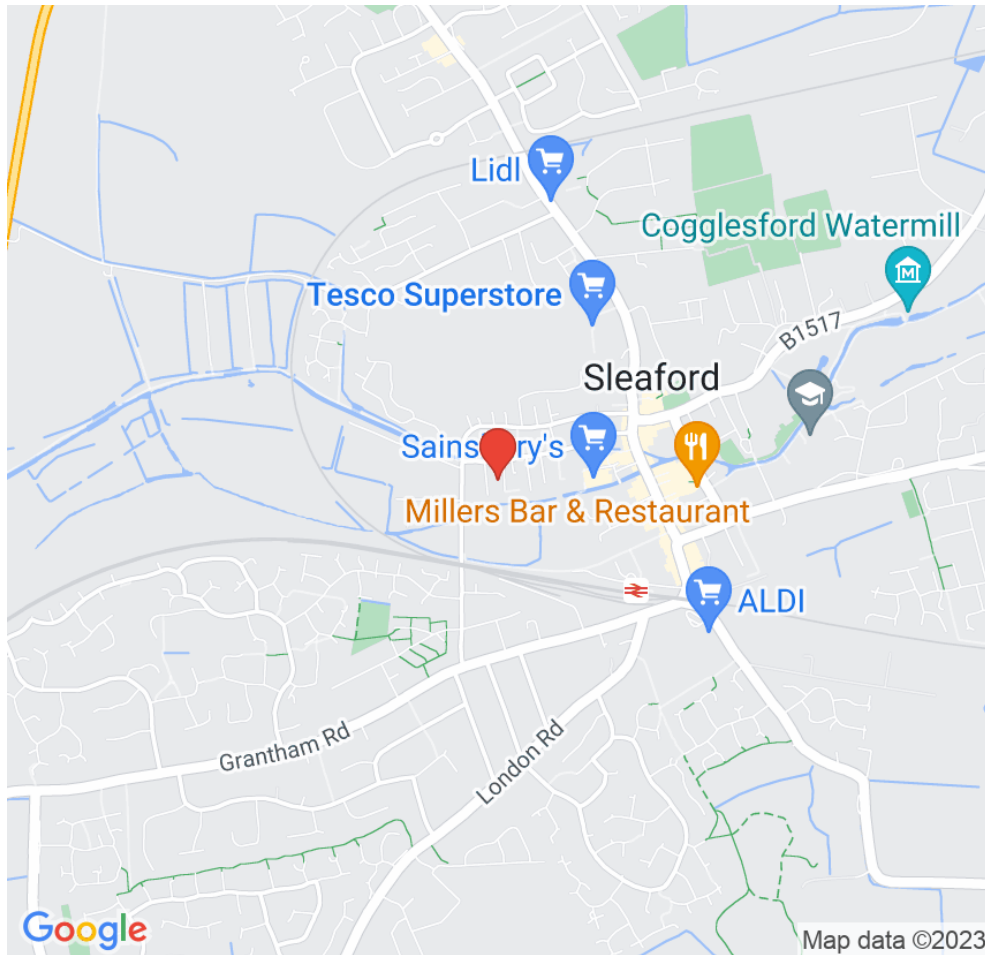 Lidl
Cogglesford Watermill
Tesco Superstore
B1517
Sleaford
Sainsbury's
Millers Bar & Restaurant
ALDI
Grantham Rd
London Rd
Google
Map data ©2023